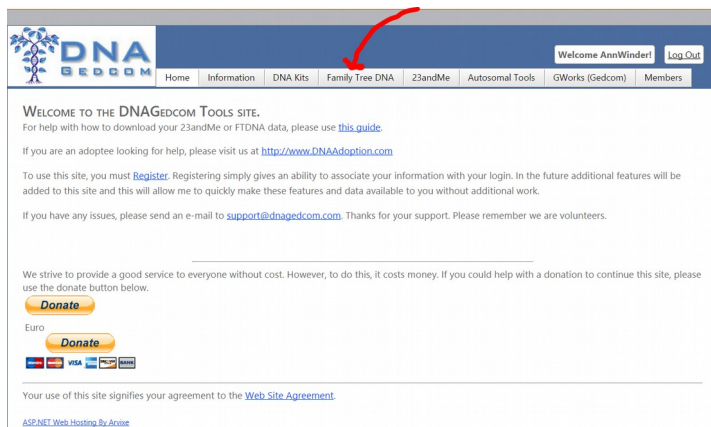 DNA
GEDCOM
Welcome AnnWinder! Log Out
Home Information DNA Kits Family Tree DNA 23andMe Autosomal Tools GWorks (Gedcom) Members
WELCOME TO THE DNAGEDCOM TOOLS SITE.
For help with how to download your 23andMe or FTDNA data, please use this guide.
If you are an adoptee looking for help, please visit us at http://www.DNAAdoption.com
To use this site, you must Register. Registering simply gives an ability to associate your information with your login. In the future additional features will be
added to this site and this will allow me to quickly make these features and data available to you without additional work.
If you have any issues, please send an e-mail to support@dnagedcom.com. Thanks for your support. Please remember we are volunteers.
We strive to provide a good service to everyone without cost. However, to do this, it costs money. If you could help with a donation to continue this site, please
use the donate button below.
Donate
Euro
Donate
VISA BANK
Your use of this site signifies your agreement to the Web Site Agreement.
ASP.NET Web Hosting By Arvixe